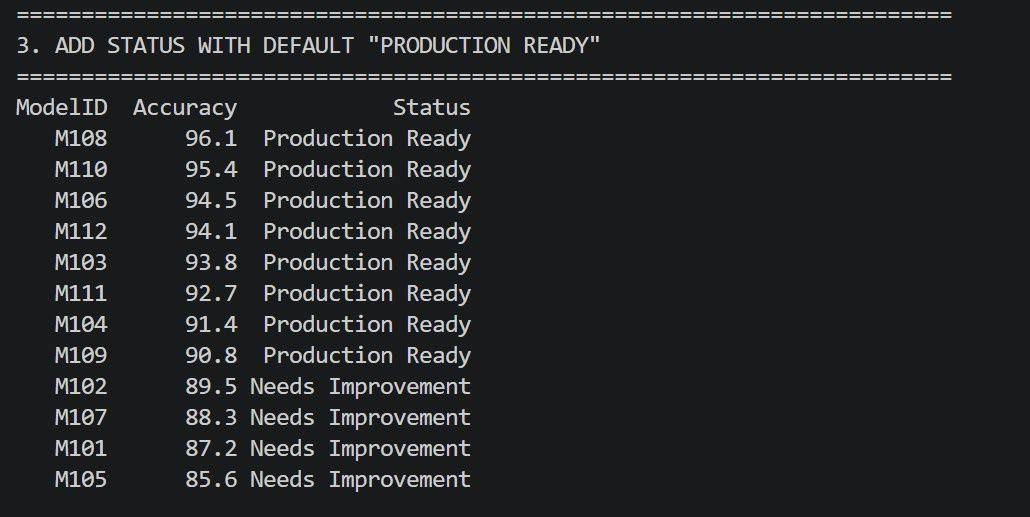 ========================================================================
3. ADD STATUS WITH DEFAULT "PRODUCTION READY"
========================================================================
ModelID  Accuracy            Status
   M108      96.1  Production Ready
   M110      95.4  Production Ready
   M106      94.5  Production Ready
   M112      94.1  Production Ready
   M103      93.8  Production Ready
   M111      92.7  Production Ready
   M104      91.4  Production Ready
   M109      90.8  Production Ready
   M102      89.5 Needs Improvement
   M107      88.3 Needs Improvement
   M101      87.2 Needs Improvement
   M105      85.6 Needs Improvement